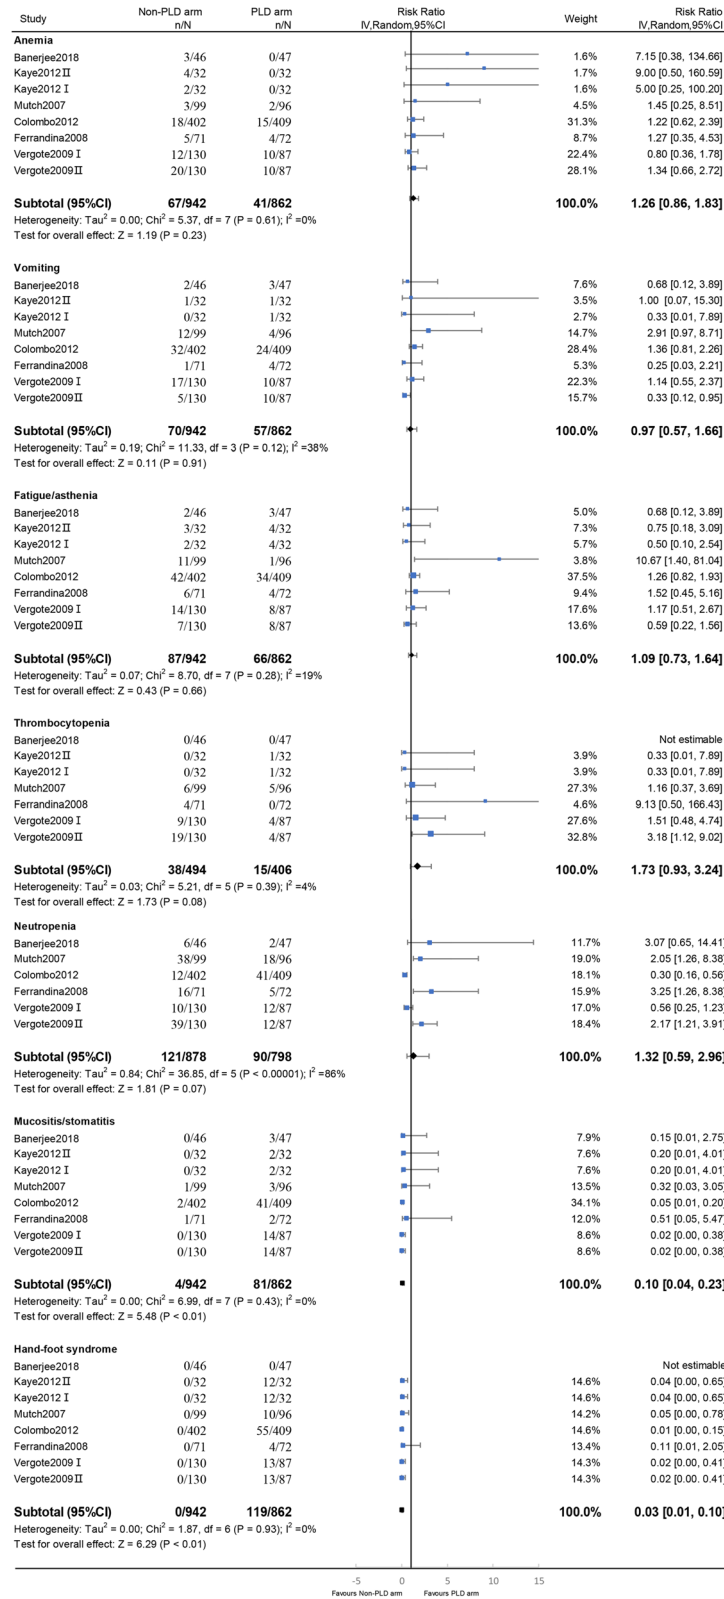 Study Non-PLD arm n/N PLD arm n/N Risk Ratio IV,Random,95%CI Weight Risk Ratio IV,Random,95%CI
Anemia
Banerjee2018 3/46 0/47 1.6% 7.15 [0.38, 134.66]
Kaye2012Ⅱ 4/32 0/32 1.7% 9.00 [0.50, 160.59]
Kaye2012Ⅰ 2/32 0/32 1.6% 5.00 [0.25, 100.20]
Mutch2007 3/99 2/96 4.5% 1.45 [0.25, 8.51]
Colombo2012 18/402 15/409 31.3% 1.22 [0.62, 2.39]
Ferrandina2008 5/71 4/72 8.7% 1.27 [0.35, 4.53]
Vergote2009Ⅰ 12/130 10/87 22.4% 0.80 [0.36, 1.78]
Vergote2009Ⅱ 20/130 10/87 28.1% 1.34 [0.66, 2.72]
Subtotal (95%CI) 67/942 41/862 100.0% 1.26 [0.86, 1.83]
Heterogeneity: Tau² = 0.00; Chi² = 5.37, df = 7 (P = 0.61); I² =0%
Test for overall effect: Z = 1.19 (P = 0.23)
Vomiting
Banerjee2018 2/46 3/47 7.6% 0.68 [0.12, 3.89]
Kaye2012Ⅱ 1/32 1/32 3.5% 1.00 [0.07, 15.30]
Kaye2012Ⅰ 0/32 1/32 2.7% 0.33 [0.01, 7.89]
Mutch2007 12/99 4/96 14.7% 2.91 [0.97, 8.71]
Colombo2012 32/402 24/409 28.4% 1.36 [0.81, 2.26]
Ferrandina2008 1/71 4/72 5.3% 0.25 [0.03, 2.21]
Vergote2009Ⅰ 17/130 10/87 22.3% 1.14 [0.55, 2.37]
Vergote2009Ⅱ 5/130 10/87 15.7% 0.33 [0.12, 0.95]
Subtotal (95%CI) 70/942 57/862 100.0% 0.97 [0.57, 1.66]
Heterogeneity: Tau² = 0.19; Chi² = 11.33, df = 3 (P = 0.12); I² =38%
Test for overall effect: Z = 0.11 (P = 0.91)
Fatigue/asthenia
Banerjee2018 2/46 3/47 5.0% 0.68 [0.12, 3.89]
Kaye2012Ⅱ 3/32 4/32 7.3% 0.75 [0.18, 3.09]
Kaye2012Ⅰ 2/32 4/32 5.7% 0.50 [0.10, 2.54]
Mutch2007 11/99 1/96 3.8% 10.67 [1.40, 81.04]
Colombo2012 42/402 34/409 37.5% 1.26 [0.82, 1.93]
Ferrandina2008 6/71 4/72 9.4% 1.52 [0.45, 5.16]
Vergote2009Ⅰ 14/130 8/87 17.6% 1.17 [0.51, 2.67]
Vergote2009Ⅱ 7/130 8/87 13.6% 0.59 [0.22, 1.56]
Subtotal (95%CI) 87/942 66/862 100.0% 1.09 [0.73, 1.64]
Heterogeneity: Tau² = 0.07; Chi² = 8.70, df = 7 (P = 0.28); I² =19%
Test for overall effect: Z = 0.43 (P = 0.66)
Thrombocytopenia
Banerjee2018 0/46 0/47 Not estimable
Kaye2012Ⅱ 0/32 1/32 3.9% 0.33 [0.01, 7.89]
Kaye2012Ⅰ 0/32 1/32 3.9% 0.33 [0.01, 7.89]
Mutch2007 6/99 5/96 27.3% 1.16 [0.37, 3.69]
Ferrandina2008 4/71 0/72 4.6% 9.13 [0.50, 166.43]
Vergote2009Ⅰ 9/130 4/87 27.6% 1.51 [0.48, 4.74]
Vergote2009Ⅱ 19/130 4/87 32.8% 3.18 [1.12, 9.02]
Subtotal (95%CI) 38/494 15/406 100.0% 1.73 [0.93, 3.24]
Heterogeneity: Tau² = 0.03; Chi² = 5.21, df = 5 (P = 0.39); I² =4%
Test for overall effect: Z = 1.73 (P = 0.08)
Neutropenia
Banerjee2018 6/46 2/47 11.7% 3.07 [0.65, 14.41]
Mutch2007 38/99 18/96 19.0% 2.05 [1.26, 8.38]
Colombo2012 12/402 41/409 18.1% 0.30 [0.16, 0.56]
Ferrandina2008 16/71 5/72 15.9% 3.25 [1.26, 8.38]
Vergote2009Ⅰ 10/130 12/87 17.0% 0.56 [0.25, 1.23]
Vergote2009Ⅱ 39/130 12/87 18.4% 2.17 [1.21, 3.91]
Subtotal (95%CI) 121/878 90/798 100.0% 1.32 [0.59, 2.96]
Heterogeneity: Tau² = 0.84; Chi² = 36.85, df = 5 (P < 0.00001); I² =86%
Test for overall effect: Z = 1.81 (P = 0.07)
Mucositis/stomatitis
Banerjee2018 0/46 3/47 7.9% 0.15 [0.01, 2.75]
Kaye2012Ⅱ 0/32 2/32 7.6% 0.20 [0.01, 4.01]
Kaye2012Ⅰ 0/32 2/32 7.6% 0.20 [0.01, 4.01]
Mutch2007 1/99 3/96 13.5% 0.32 [0.03, 3.05]
Colombo2012 2/402 41/409 34.1% 0.05 [0.01, 0.20]
Ferrandina2008 1/71 2/72 12.0% 0.51 [0.05, 5.47]
Vergote2009Ⅰ 0/130 14/87 8.6% 0.02 [0.00, 0.38]
Vergote2009Ⅱ 0/130 14/87 8.6% 0.02 [0.00, 0.38]
Subtotal (95%CI) 4/942 81/862 100.0% 0.10 [0.04, 0.23]
Heterogeneity: Tau² = 0.00; Chi² = 6.99, df = 7 (P = 0.43); I² =0%
Test for overall effect: Z = 5.48 (P < 0.01)
Hand-foot syndrome
Banerjee2018 0/46 0/47 Not estimable
Kaye2012Ⅱ 0/32 12/32 14.6% 0.04 [0.00, 0.65]
Kaye2012Ⅰ 0/32 12/32 14.6% 0.04 [0.00, 0.65]
Mutch2007 0/99 10/96 14.2% 0.05 [0.00, 0.78]
Colombo2012 0/402 55/409 14.6% 0.01 [0.00, 0.15]
Ferrandina2008 0/71 4/72 13.4% 0.11 [0.01, 2.05]
Vergote2009Ⅰ 0/130 13/87 14.3% 0.02 [0.00, 0.41]
Vergote2009Ⅱ 0/130 13/87 14.3% 0.02 [0.00. 0.41]
Subtotal (95%CI) 0/942 119/862 100.0% 0.03 [0.01, 0.10]
Heterogeneity: Tau² = 0.00; Chi² = 1.87, df = 6 (P = 0.93); I² =0%
Test for overall effect: Z = 6.29 (P < 0.01)
-5 0 5 10 15
Favours Non-PLD arm Favours PLD arm